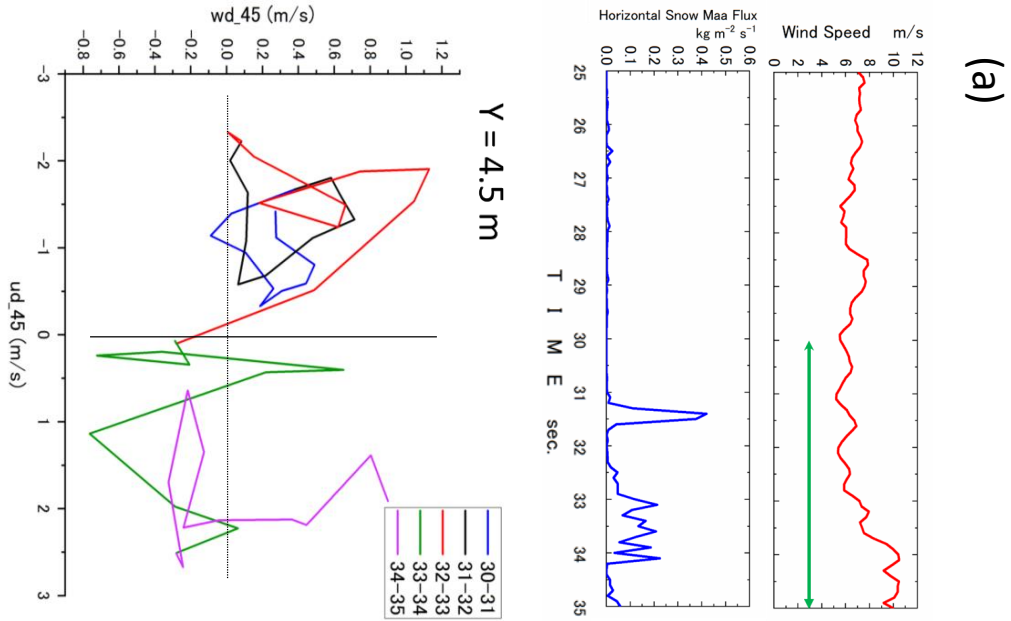 (a)
Wind Speed m/s
0 2 4 6 8 10 12
Horizontal Snow Maa Flux
kg m⁻² s⁻¹
0.0 0.1 0.2 0.3 0.4 0.5 0.6
25 26 27 28 29 30 31 32 33 34 35
T I M E sec.
Y = 4.5 m
wd_45 (m/s)
-0.8 -0.6 -0.4 -0.2 0.0 0.2 0.4 0.6 0.8 1.0 1.2
-3 -2 -1 0 1 2 3
ud_45 (m/s)
30-31
31-32
32-33
33-34
34-35